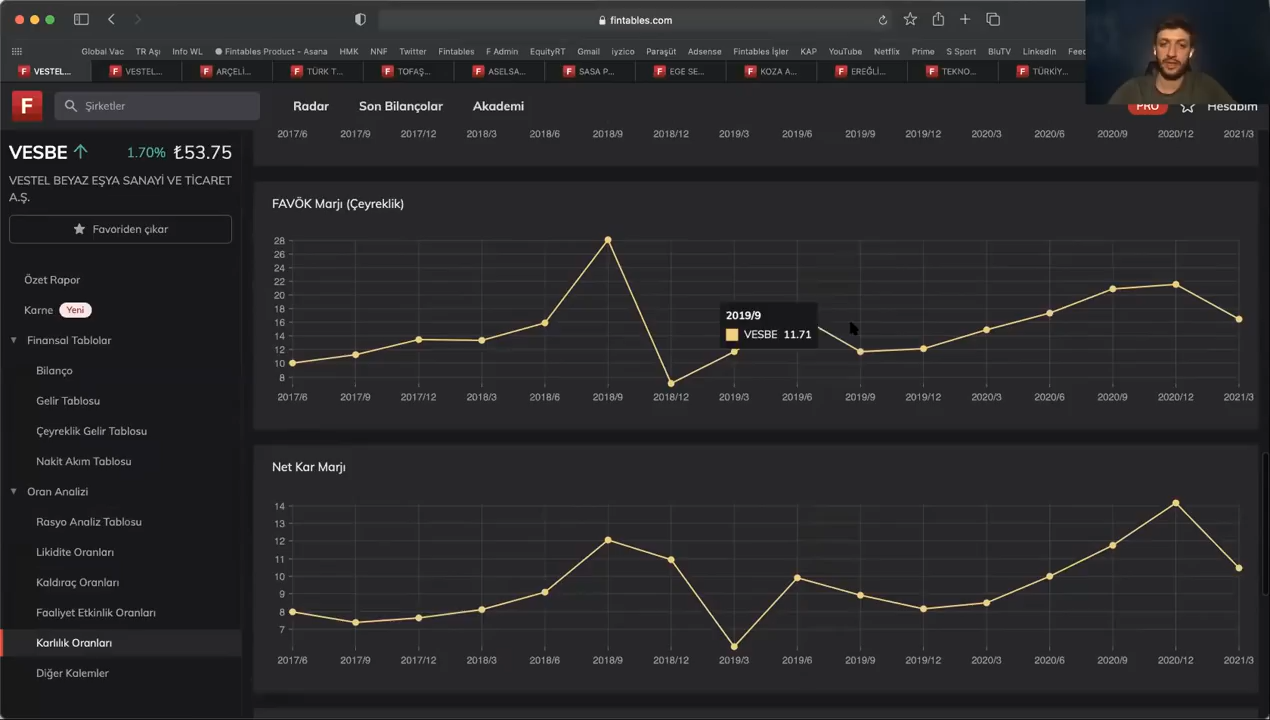 fintables.com
Global Vac TR Aşı Info WL Fintables Product – Asana HMK NNF Twitter Fintables F Admin EquityRT Gmail iyzico Paraşüt Adsense Fintables İşler KAP YouTube Netflix Prime S Sport BluTV LinkedIn Feed
VESTEL... VESTEL... ARÇELİ... TÜRK T... TOFAŞ... ASELSA... SASA P... EGE SE... KOZA A... EREĞLİ... TEKNO... TÜRKİY...
F Şirketler Radar Son Bilançolar Akademi PRO Hesabım
2017/6 2017/9 2017/12 2018/3 2018/6 2018/9 2018/12 2019/3 2019/6 2019/9 2019/12 2020/3 2020/6 2020/9 2020/12 2021/3
VESBE 1.70% ₺53.75
VESTEL BEYAZ EŞYA SANAYİ VE TİCARET
A.Ş.
Favoriden çıkar
Özet Rapor
Karne Yeni
Finansal Tablolar
Bilanço
Gelir Tablosu
Çeyreklik Gelir Tablosu
Nakit Akım Tablosu
Oran Analizi
Rasyo Analiz Tablosu
Likidite Oranları
Kaldıraç Oranları
Faaliyet Etkinlik Oranları
Karlılık Oranları
Diğer Kalemler
FAVÖK Marjı (Çeyreklik)
28
26
24
22
20
18
16
14
12
10
8
2019/9
VESBE 11.71
2017/6 2017/9 2017/12 2018/3 2018/6 2018/9 2018/12 2019/3 2019/6 2019/9 2019/12 2020/3 2020/6 2020/9 2020/12 2021/3
Net Kar Marjı
14
13
12
11
10
9
8
7
2017/6 2017/9 2017/12 2018/3 2018/6 2018/9 2018/12 2019/3 2019/6 2019/9 2019/12 2020/3 2020/6 2020/9 2020/12 2021/3